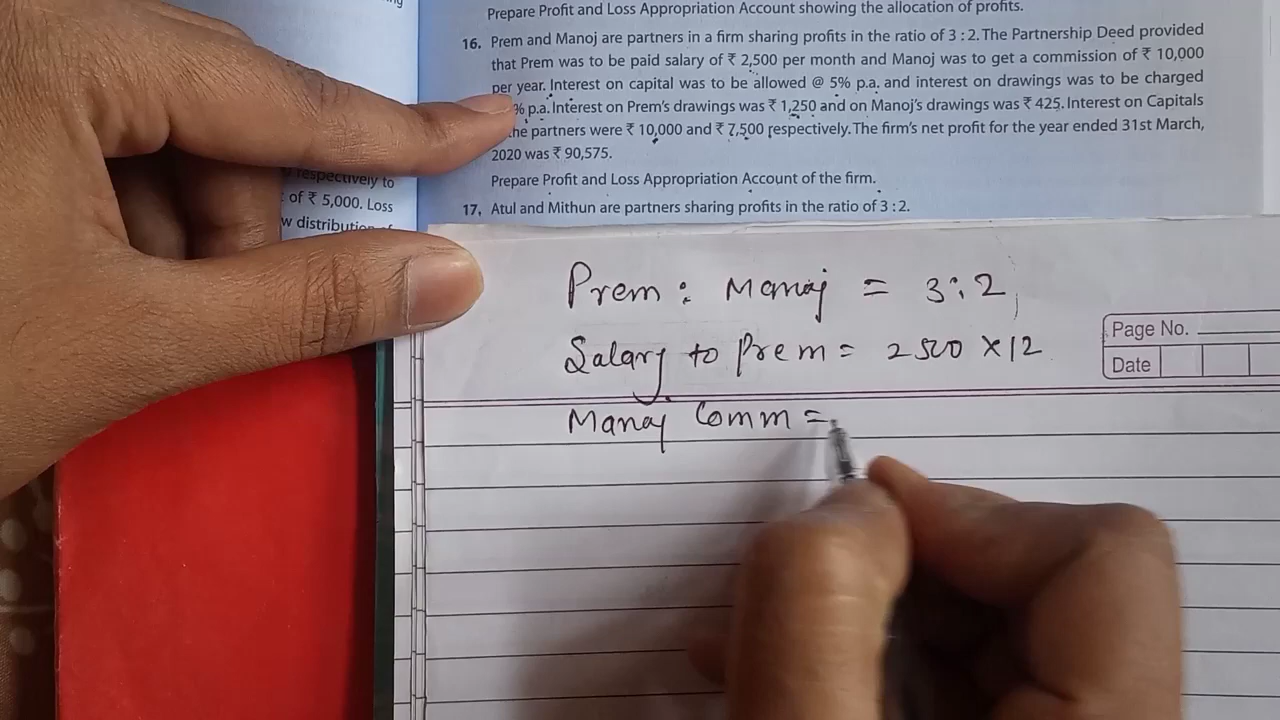 Prepare Profit and Loss Appropriation Account showing the allocation of profits.
16. Prem and Manoj are partners in a firm sharing profits in the ratio of 3 : 2. The Partnership Deed provided
that Prem was to be paid salary of ₹ 2,500 per month and Manoj was to get a commission of ₹ 10,000
per year. Interest on capital was to be allowed @ 5% p.a. and interest on drawings was to be charged
% p.a. Interest on Prem's drawings was ₹ 1,250 and on Manoj's drawings was ₹ 425. Interest on Capitals
the partners were ₹ 10,000 and ₹ 7,500 respectively. The firm's net profit for the year ended 31st March,
2020 was ₹ 90,575.
Prepare Profit and Loss Appropriation Account of the firm.
17. Atul and Mithun are partners sharing profits in the ratio of 3 : 2.
respectively to
of ₹ 5,000. Loss
w distribution
Prem : Manoj = 3:2
Salary to Prem = 2500 × 12
Manoj Comm =
Page No.
Date